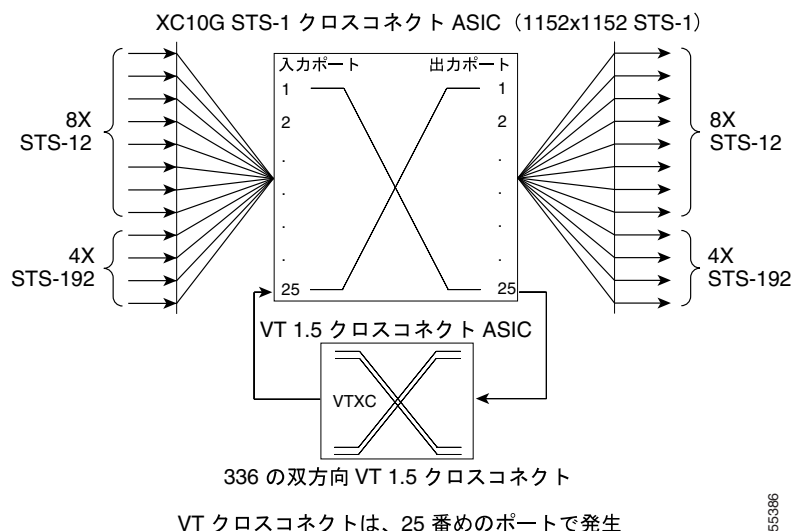 XC10G STS-1 クロスコネクト ASIC（1152x1152 STS-1）
入力ポート 出力ポート
1 1
2 2
. .
. .
. .
25 25
8X
STS-12
4X
STS-192
8X
STS-12
4X
STS-192
VT 1.5 クロスコネクト ASIC
VTXC
336 の双方向 VT 1.5 クロスコネクト
VT クロスコネクトは、25 番めのポートで発生
55386